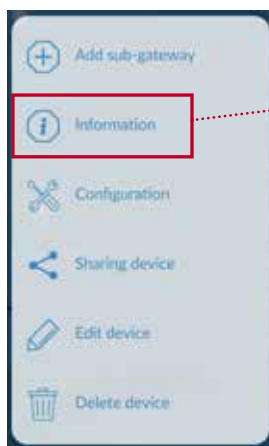 Add sub-gateway
Information
Configuration
Sharing device
Edit device
Delete device